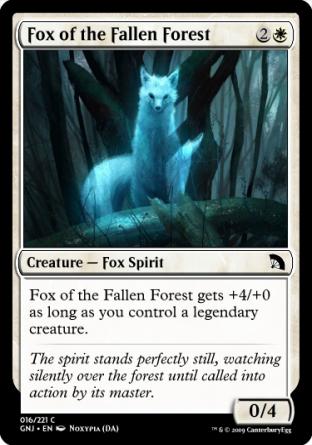 Fox of the Fallen Forest 2
Creature — Fox Spirit
Fox of the Fallen Forest gets +4/+0
as long as you control a legendary
creature.
The spirit stands perfectly still, watching
silently over the forest until called into
action by its master.
0/4
016/221 C
GNJ — EN NOXYPIA (DA)
™ & © 2019 CanterburyEgg